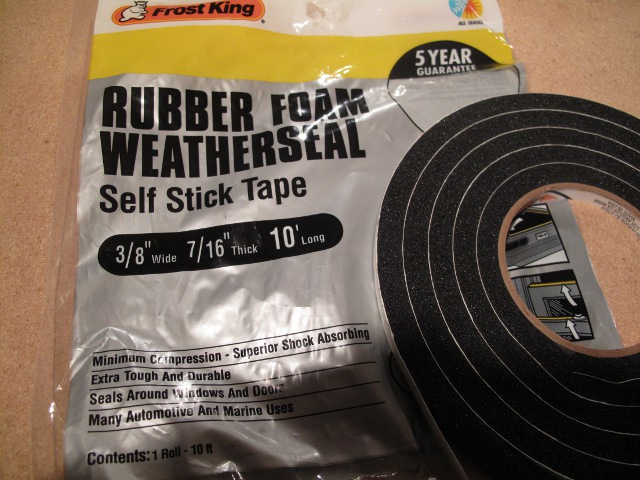 Frost King
ALL SEASON
5 YEAR
GUARANTEE
RUBBER FOAM
WEATHERSEAL
Self Stick Tape
3/8" Wide 7/16" Thick 10' Long
Minimum Compression - Superior Shock Absorbing
Extra Tough And Durable
Seals Around Windows And Doors
Many Automotive And Marine Uses
Contents: 1 Roll - 10 ft